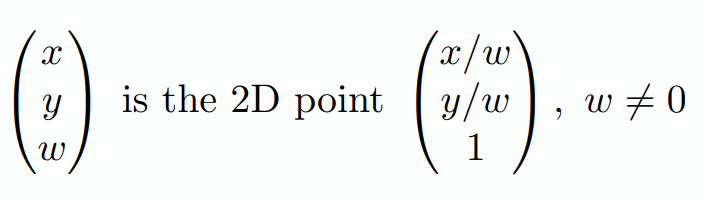 (x y w) is the 2D point (x/w y/w 1) , w ≠ 0